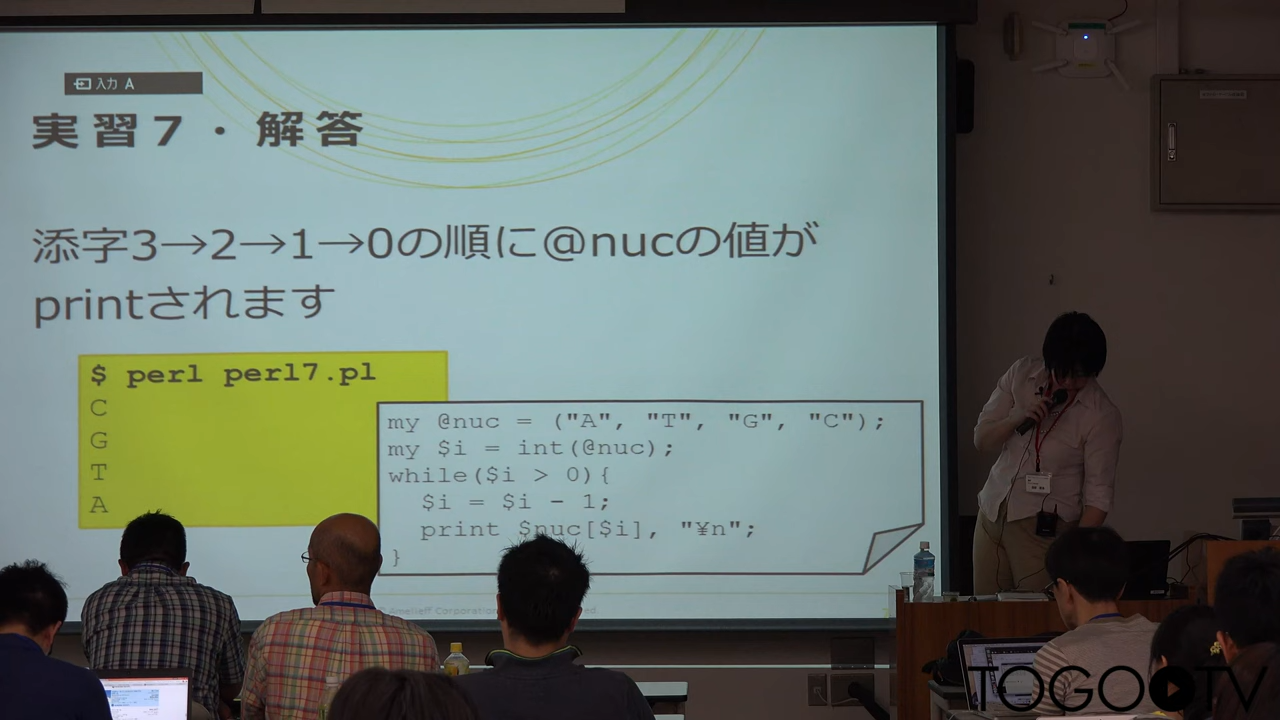 入力 A
実習7・解答
添字3→2→1→0の順に@nucの値が
printされます
$ perl perl7.pl
C
G
T
A
my @nuc = ("A", "T", "G", "C");
my $i = int(@nuc);
while($i > 0){
$i = $i - 1;
print $nuc[$i], "¥n";
}
© Amelieff Corporation
TOGOTV